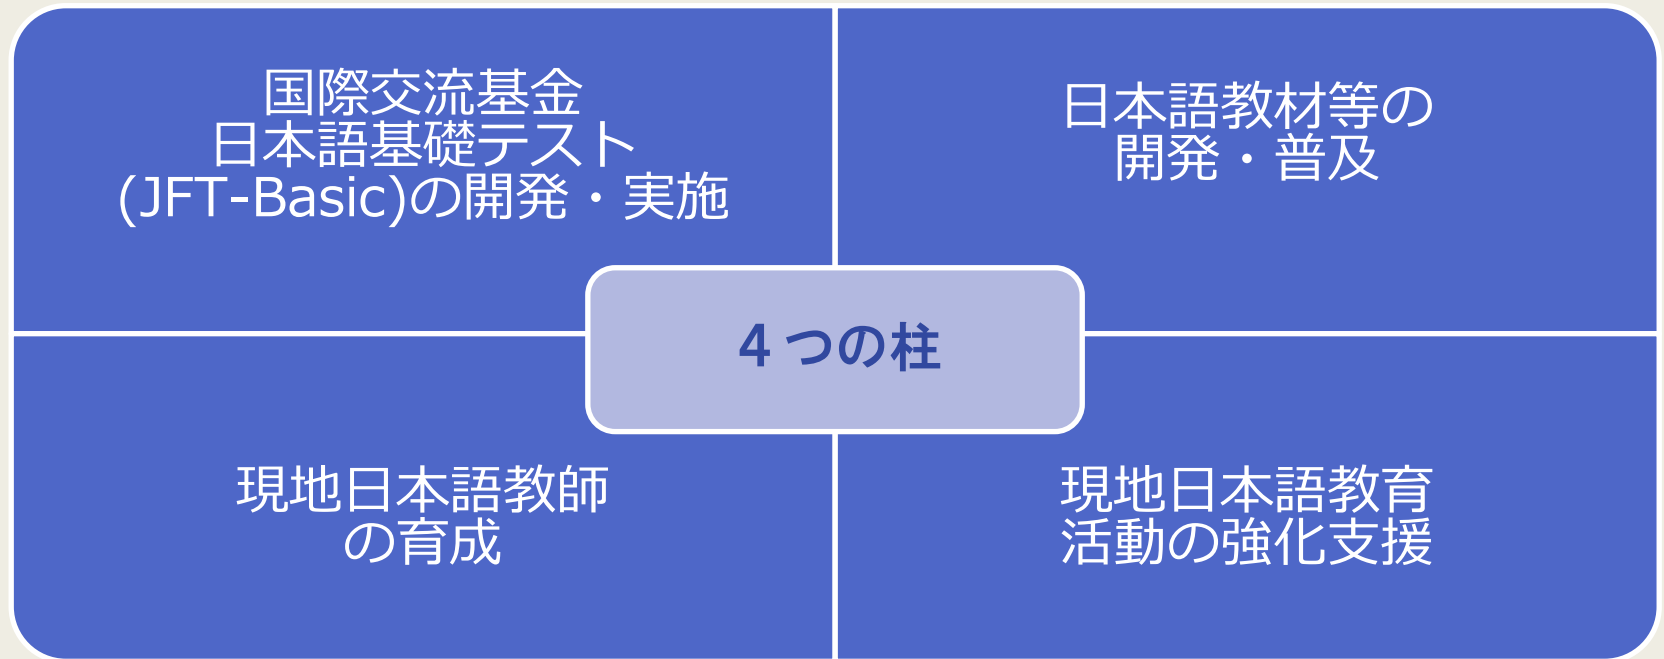 国際交流基金
日本語基礎テスト
(JFT-Basic)の開発・実施
日本語教材等の
開発・普及
4つの柱
現地日本語教師
の育成
現地日本語教育
活動の強化支援